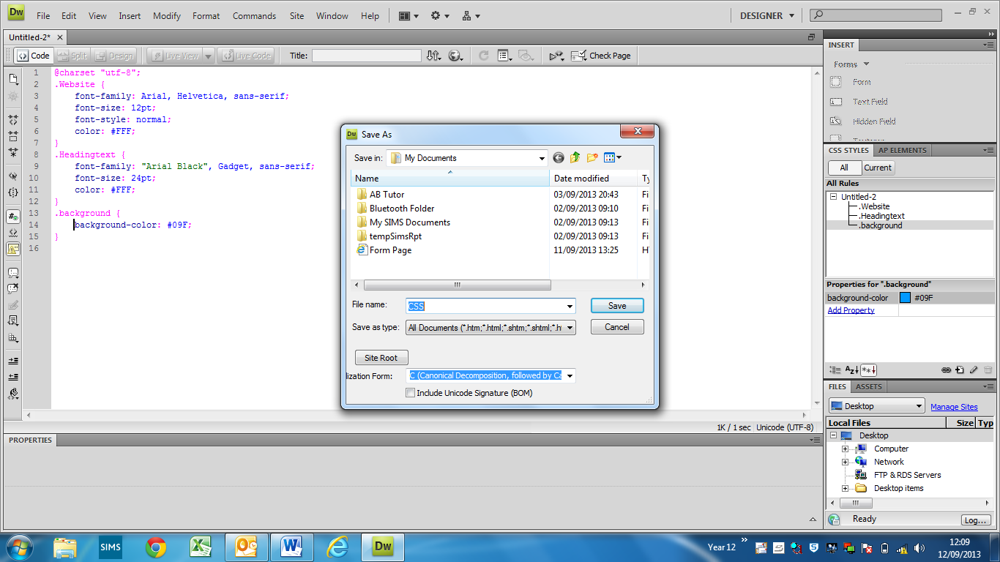 Dw File Edit View Insert Modify Format Commands Site Window Help DESIGNER
Untitled-2*
Code Split Design Live View Live Code Title: Check Page
1 @charset "utf-8";
2 .Website {
3 font-family: Arial, Helvetica, sans-serif;
4 font-size: 12pt;
5 font-style: normal;
6 color: #FFF;
7 }
8 .Headingtext {
9 font-family: "Arial Black", Gadget, sans-serif;
10 font-size: 24pt;
11 color: #FFF;
12 }
13 .background {
14 background-color: #09F;
15 }
16
Dw Save As
Save in: My Documents
Name Date modified Ty
AB Tutor 03/09/2013 20:43 Fi
Bluetooth Folder 02/09/2013 09:10 Fi
My SIMS Documents 02/09/2013 09:13 Fi
tempSimsRpt 02/09/2013 09:13 Fi
Form Page 11/09/2013 13:25 H
File name: CSS Save
Save as type: All Documents (*.htm;*.html;*.shtm;*.shtml;*.h Cancel
Site Root
lization Form: C (Canonical Decomposition, followed by Ca
Include Unicode Signature (BOM)
1K / 1 sec Unicode (UTF-8)
PROPERTIES
INSERT
Forms
Form
Text Field
Hidden Field
CSS STYLES AP ELEMENTS
All Current
All Rules
Untitled-2
.Website
.Headingtext
.background
Properties for ".background"
background-color #09F
Add Property
FILES ASSETS
Desktop Manage Sites
Local Files Size Typ
Desktop
Computer
Network
FTP & RDS Servers
Desktop items
Ready Log...
SIMS Dw Year 12 12:09
12/09/2013